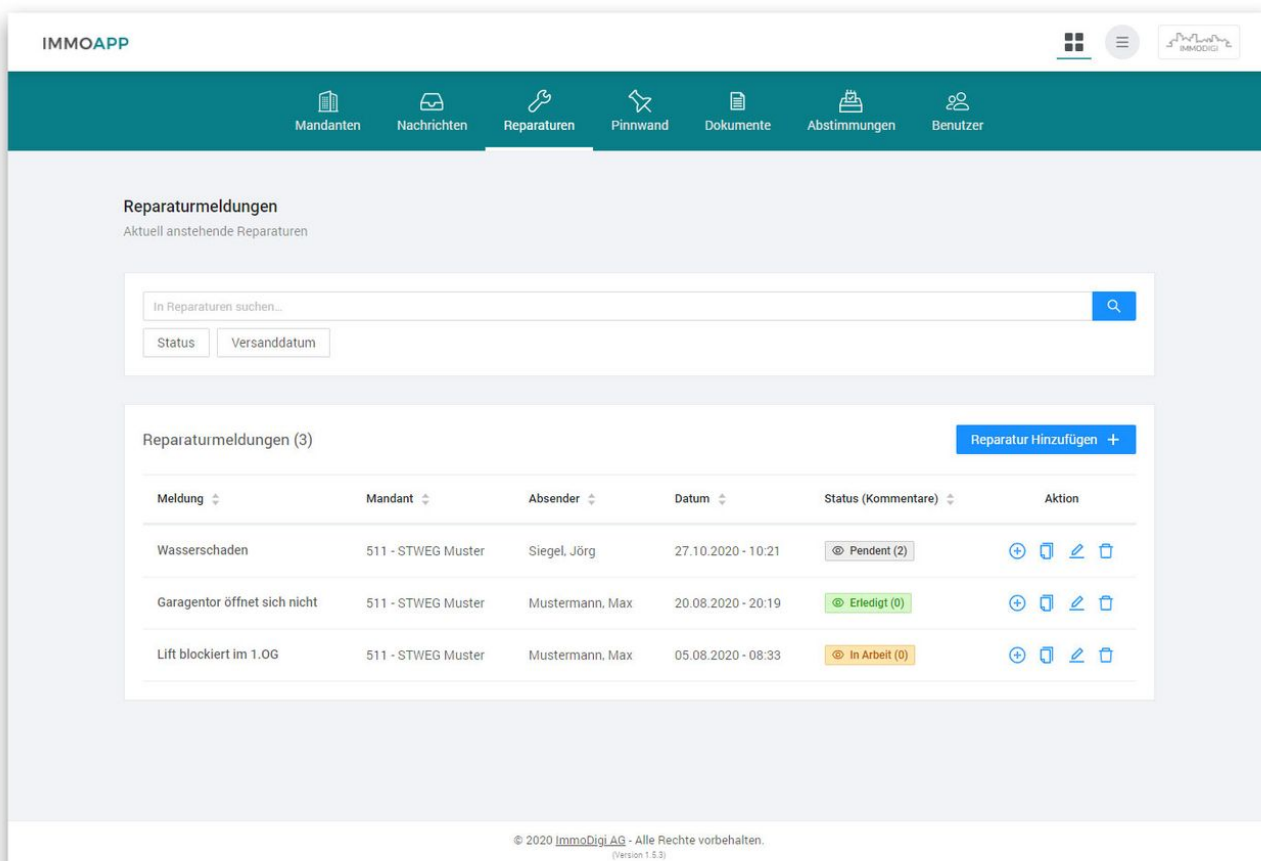 IMMOAPP
IMMODIGI
Mandanten Nachrichten Reparaturen Pinnwand Dokumente Abstimmungen Benutzer
Reparaturmeldungen
Aktuell anstehende Reparaturen
In Reparaturen suchen...
Status Versanddatum
Reparaturmeldungen (3) Reparatur Hinzufügen +
Meldung Mandant Absender Datum Status (Kommentare) Aktion
Wasserschaden 511 - STWEG Muster Siegel, Jörg 27.10.2020 - 10:21 Pendent (2)
Garagentor öffnet sich nicht 511 - STWEG Muster Mustermann, Max 20.08.2020 - 20:19 Erledigt (0)
Lift blockiert im 1.OG 511 - STWEG Muster Mustermann, Max 05.08.2020 - 08:33 In Arbeit (0)
© 2020 ImmoDigi AG - Alle Rechte vorbehalten.
(Version 1.5.3)